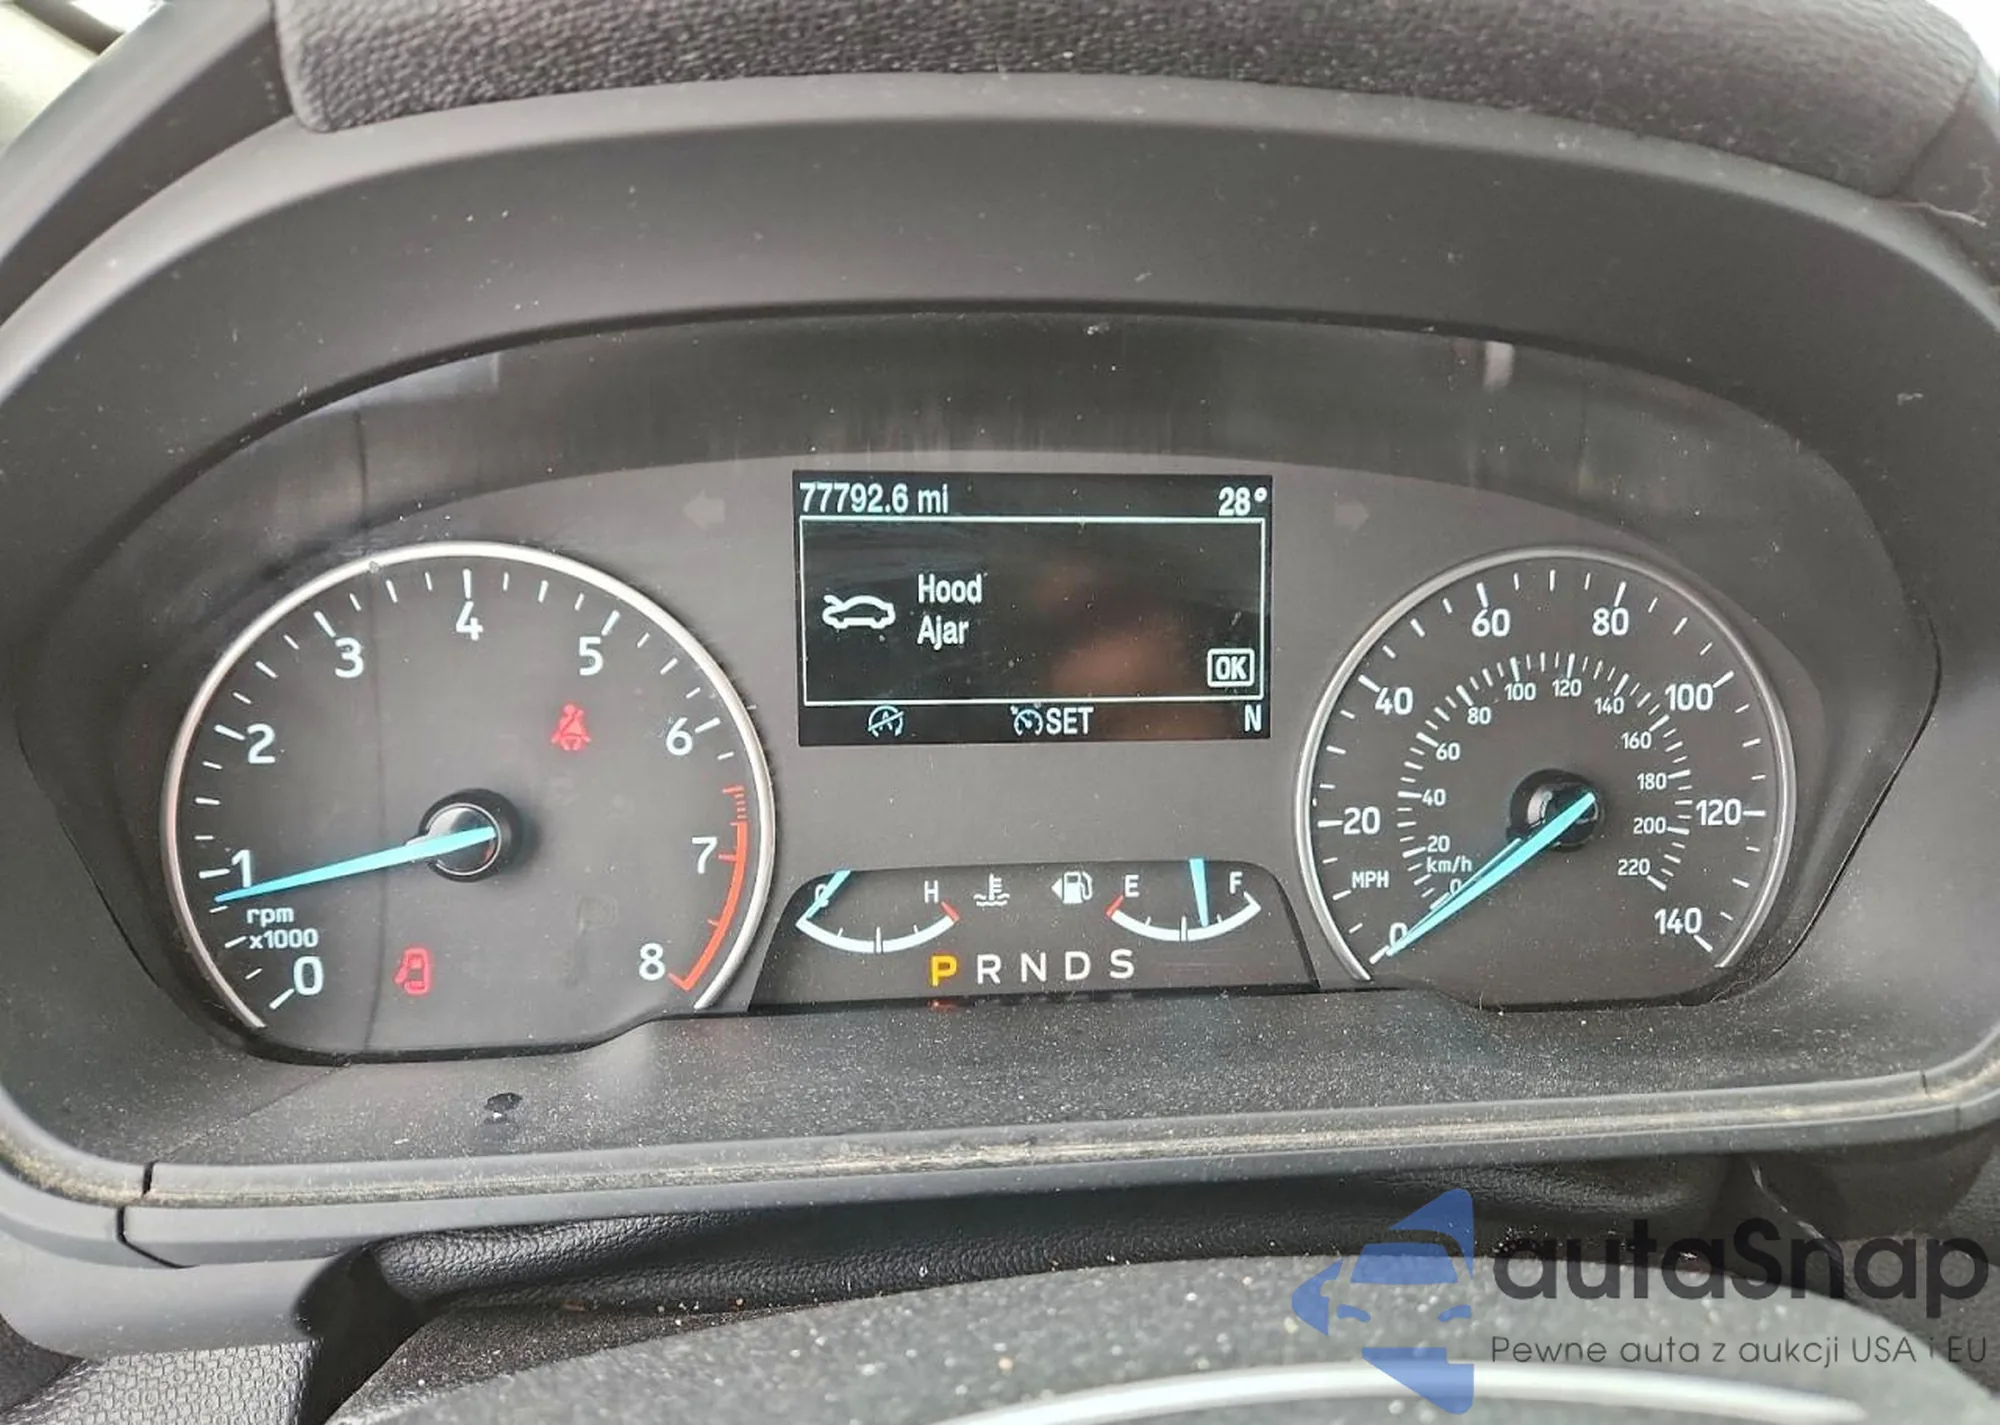 77792.6 mi 28°
Hood
Ajar
OK
A SET N
0 1 2 3 4 5 6 7 8
rpm
x1000
C H E F
P R N D S
0 20 40 60 80 100 120 140
MPH
0 20 40 60 80 100 120 140 160 180 200 220
km/h
autaSnap
Pewne auta z aukcji USA i EU